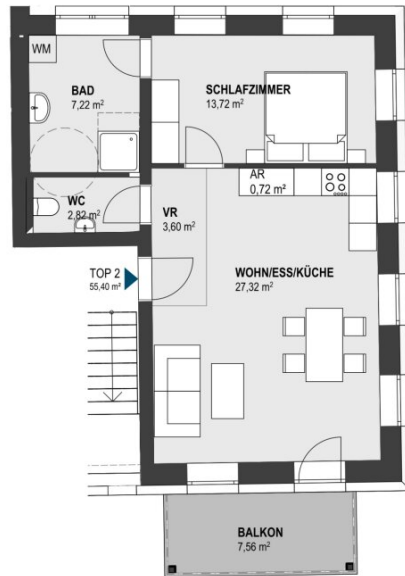 WM
BAD
7,22 m²
SCHLAFZIMMER
13,72 m²
WC
2,82 m²
VR
3,60 m²
AR
0,72 m²
TOP 2
55,40 m²
WOHN/ESS/KÜCHE
27,32 m²
BALKON
7,56 m²